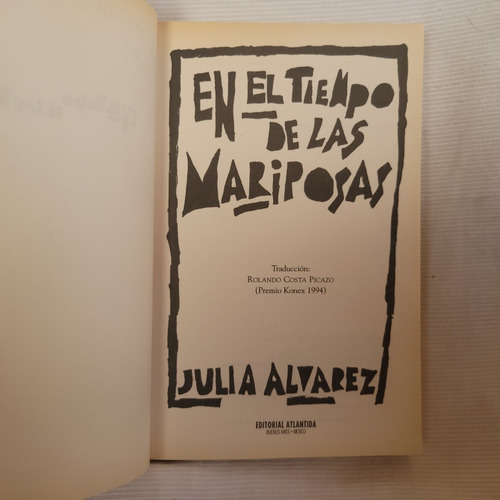 EN EL TIEMPO
DE LAS
MARIPOSAS
Traducción:
ROLANDO COSTA PICAZO
(Premio Konex 1994)
JULIA ALVAREZ
EDITORIAL ATLANTIDA
BUENOS AIRES • MEXICO